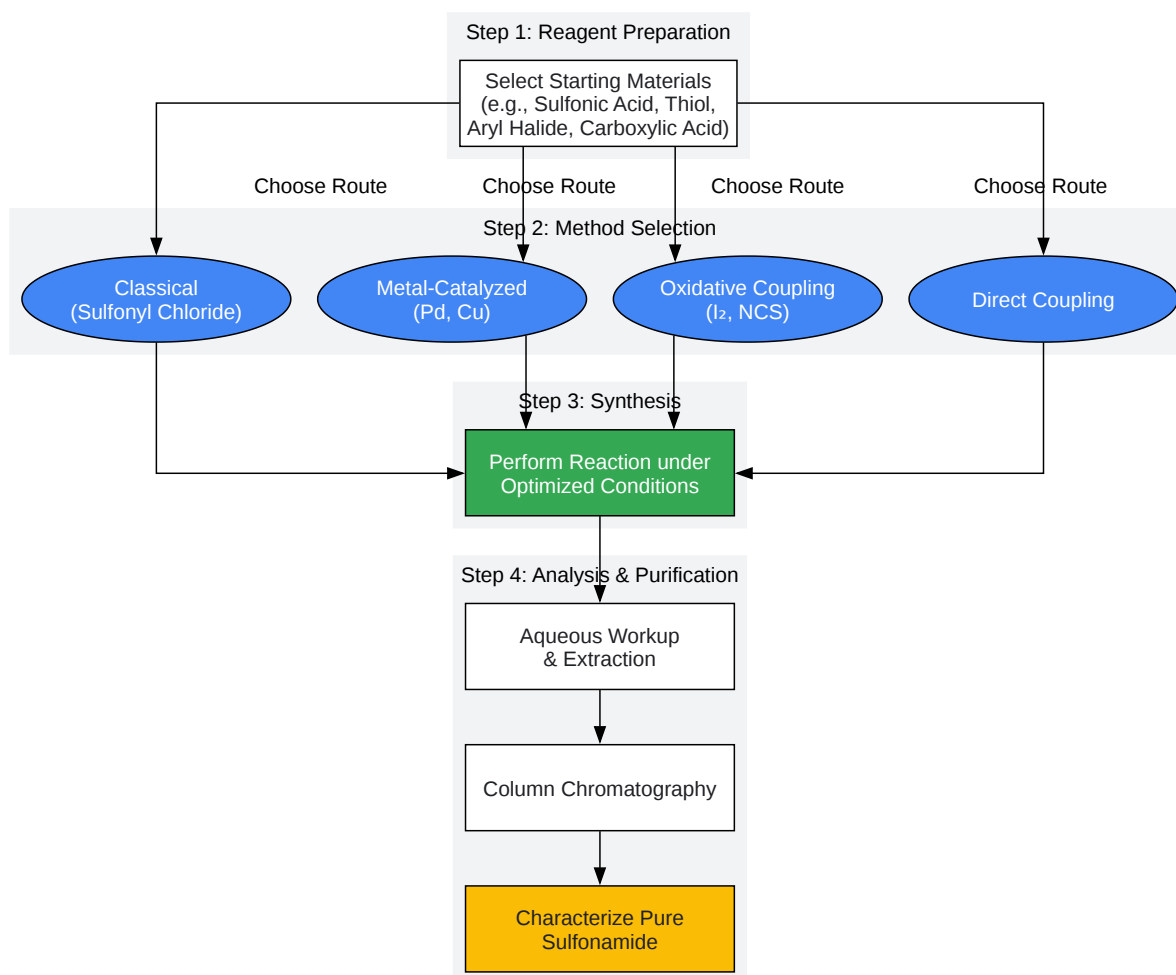 Step 1: Reagent Preparation
Select Starting Materials
(e.g., Sulfonic Acid, Thiol,
Aryl Halide, Carboxylic Acid)
Choose Route
Choose Route
Choose Route
Choose Route
Step 2: Method Selection
Classical
(Sulfonyl Chloride)
Metal-Catalyzed
(Pd, Cu)
Oxidative Coupling
(I₂, NCS)
Direct Coupling
Step 3: Synthesis
Perform Reaction under
Optimized Conditions
Step 4: Analysis & Purification
Aqueous Workup
& Extraction
Column Chromatography
Characterize Pure
Sulfonamide